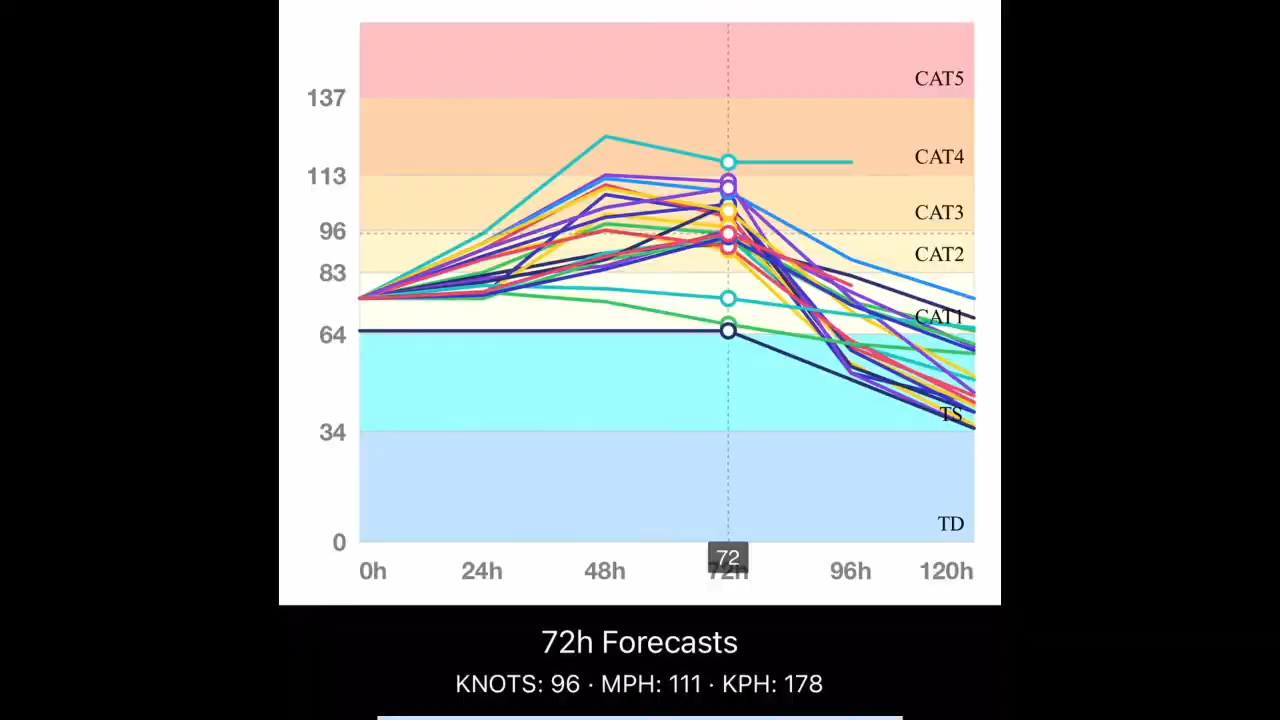 CAT5
137
CAT4
113
CAT3
96
CAT2
83
CAT1
64
TS
34
TD
0
72
0h 24h 48h 72h 96h 120h
72h Forecasts
KNOTS: 96 · MPH: 111 · KPH: 178